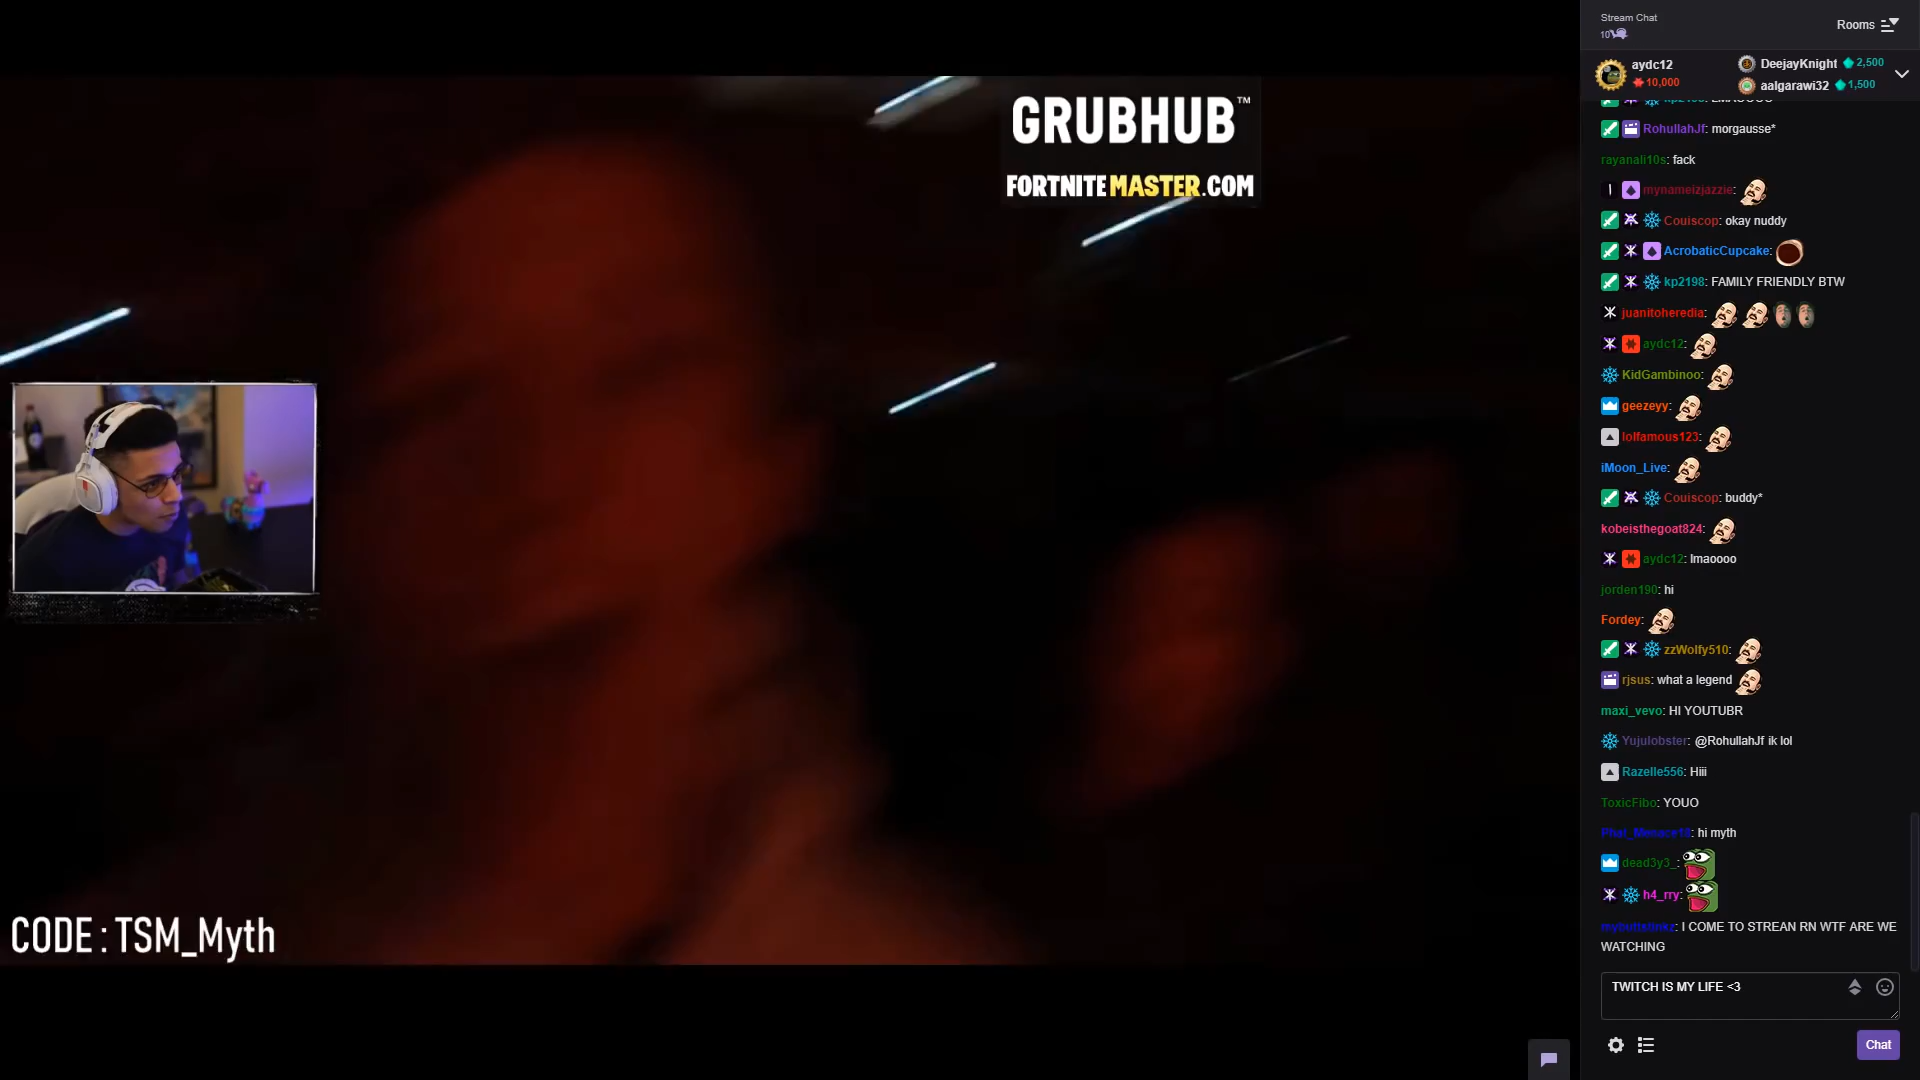 GRUBHUB™
FORTNITEMASTER.COM
CODE : TSM_Myth
Stream Chat
Rooms
aydc12
10,000
DeejayKnight 2,500
aalgarawi32 1,500
RohullahJf: morgausse*
rayanali10s: fack
mynameizjazzie:
Couiscop: okay nuddy
AcrobaticCupcake:
kp2198: FAMILY FRIENDLY BTW
juanitoheredia:
aydc12:
KidGambinoo:
geezeyy:
lolfamous123:
iMoon_Live:
Couiscop: buddy*
kobeisthegoat824:
aydc12: lmaoooo
jorden190: hi
Fordey:
zzWolfy510:
rjsus: what a legend
maxi_vevo: HI YOUTUBR
Yujulobster: @RohullahJf ik lol
Razelle556: Hiii
ToxicFibo: YOUO
: hi myth
dead3y3_:
h4_rry:
: I COME TO STREAN RN WTF ARE WE
WATCHING
TWITCH IS MY LIFE <3
Chat